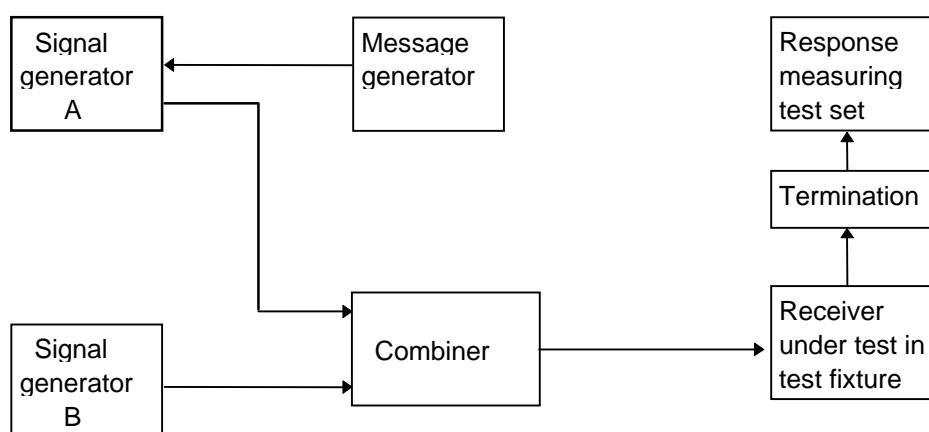 Signal
generator
A
Message
generator
Response
measuring
test set
Termination
Signal
generator
B
Combiner
Receiver
under test in
test fixture